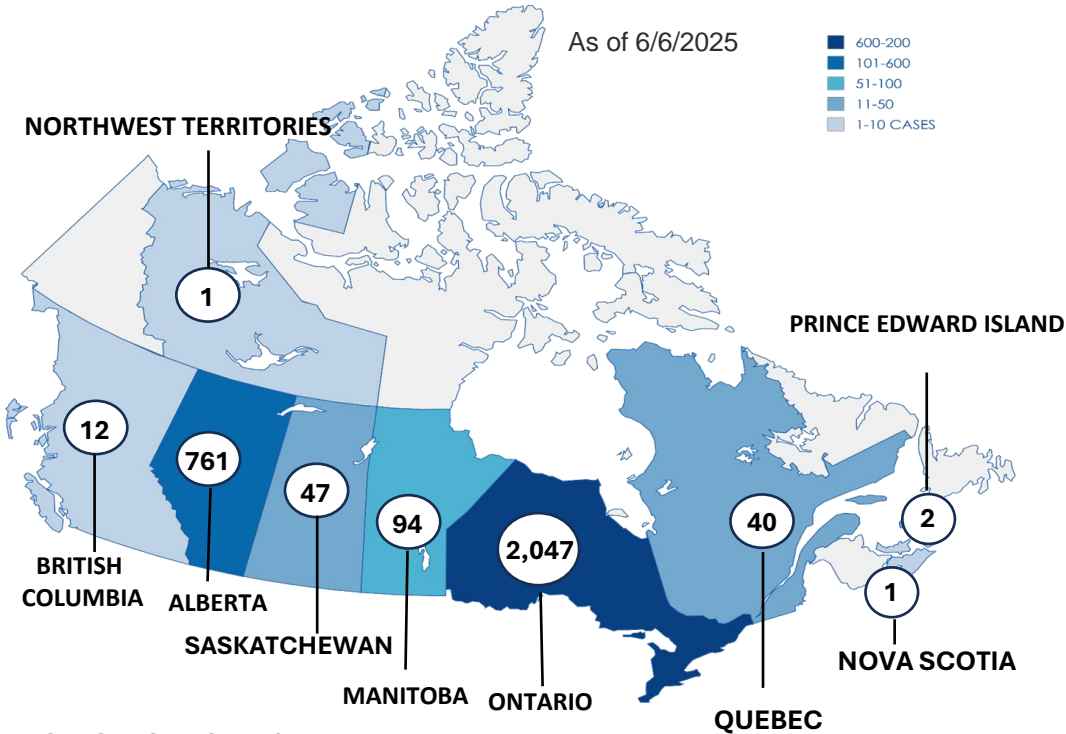 As of 6/6/2025
600-200
101-600
51-100
11-50
1-10 CASES
NORTHWEST TERRITORIES
1
PRINCE EDWARD ISLAND
12
761
47
94
2,047
40
2
1
BRITISH
COLUMBIA
ALBERTA
SASKATCHEWAN
MANITOBA
ONTARIO
QUEBEC
NOVA SCOTIA